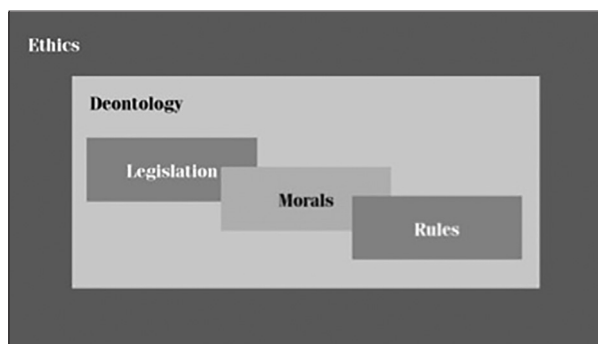 Ethics
Deontology
Legislation
Morals
Rules